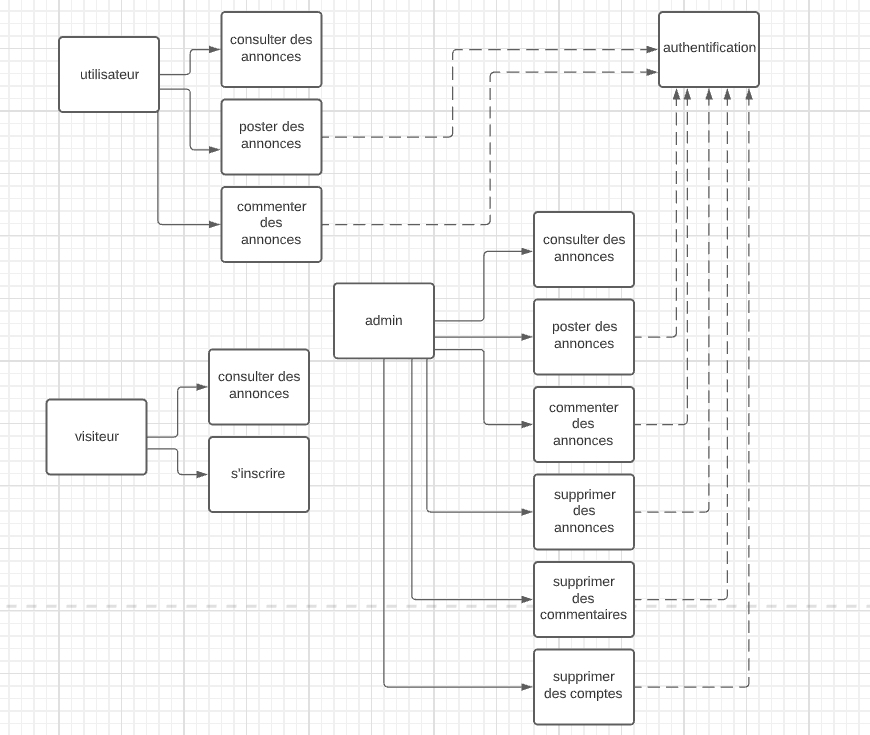 utilisateur
consulter des
annonces
poster des
annonces
commenter
des
annonces
authentification
admin
consulter des
annonces
poster des
annonces
commenter
des
annonces
supprimer
des
annonces
supprimer
des
commentaires
supprimer
des comptes
visiteur
consulter des
annonces
s'inscrire